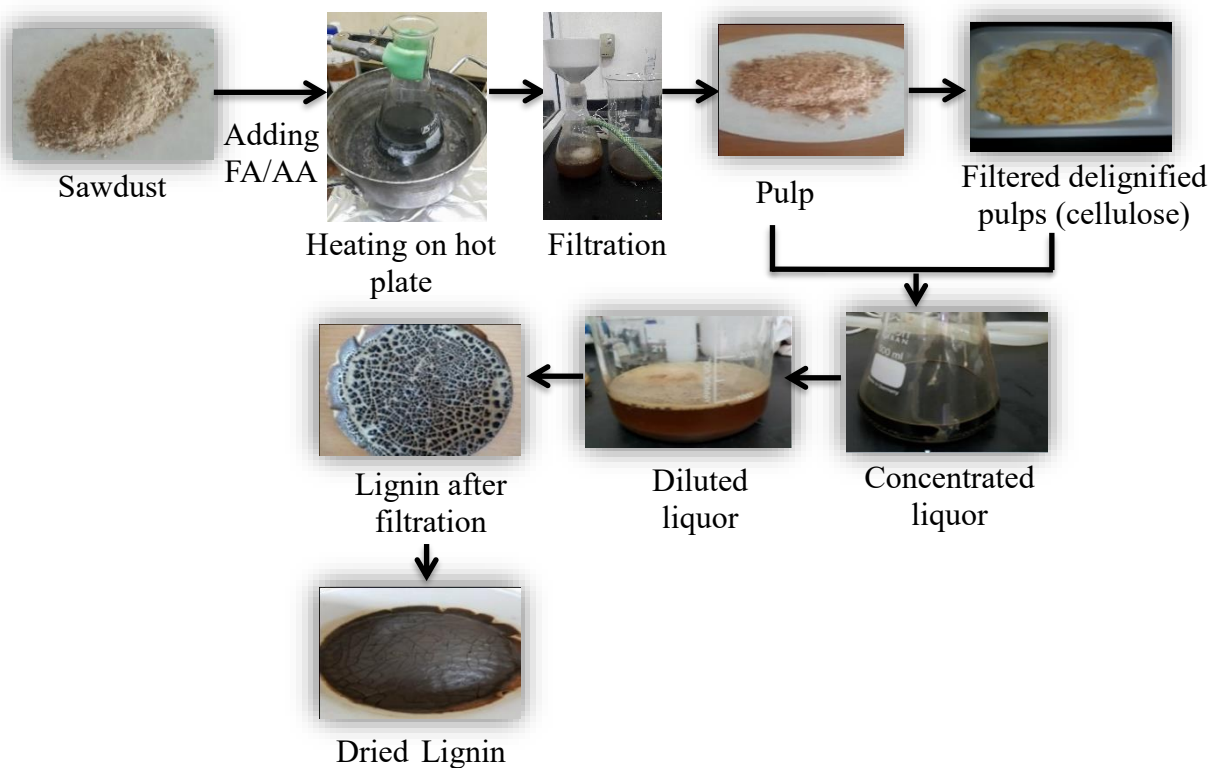 Adding
FA/AA
Sawdust
Heating on hot
plate
Filtration
Pulp
Filtered delignified
pulps (cellulose)
Lignin after
filtration
Diluted
liquor
Concentrated
liquor
Dried Lignin